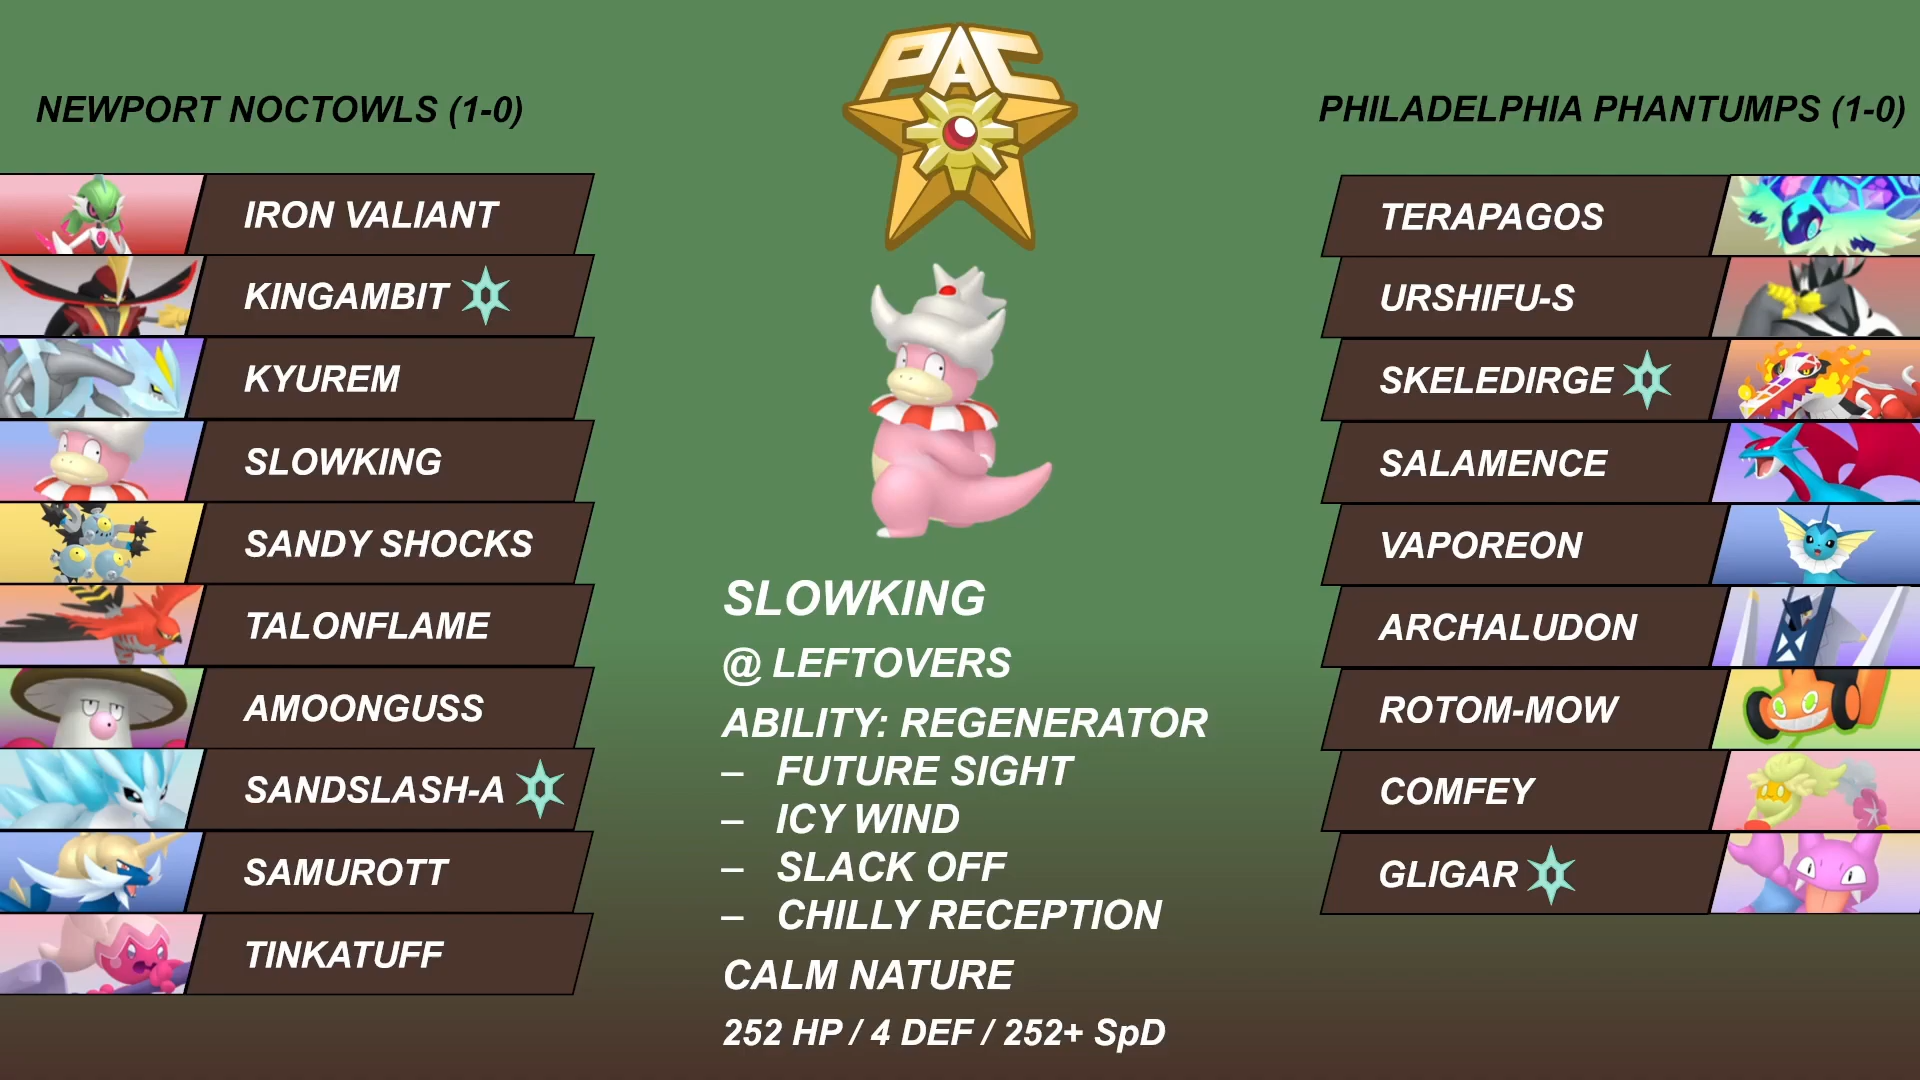 PAC
NEWPORT NOCTOWLS (1-0)
IRON VALIANT
KINGAMBIT
KYUREM
SLOWKING
SANDY SHOCKS
TALONFLAME
AMOONGUSS
SANDSLASH-A
SAMUROTT
TINKATUFF
SLOWKING
@ LEFTOVERS
ABILITY: REGENERATOR
– FUTURE SIGHT
– ICY WIND
– SLACK OFF
– CHILLY RECEPTION
CALM NATURE
252 HP / 4 DEF / 252+ SpD
PHILADELPHIA PHANTUMPS (1-0)
TERAPAGOS
URSHIFU-S
SKELEDIRGE
SALAMENCE
VAPOREON
ARCHALUDON
ROTOM-MOW
COMFEY
GLIGAR